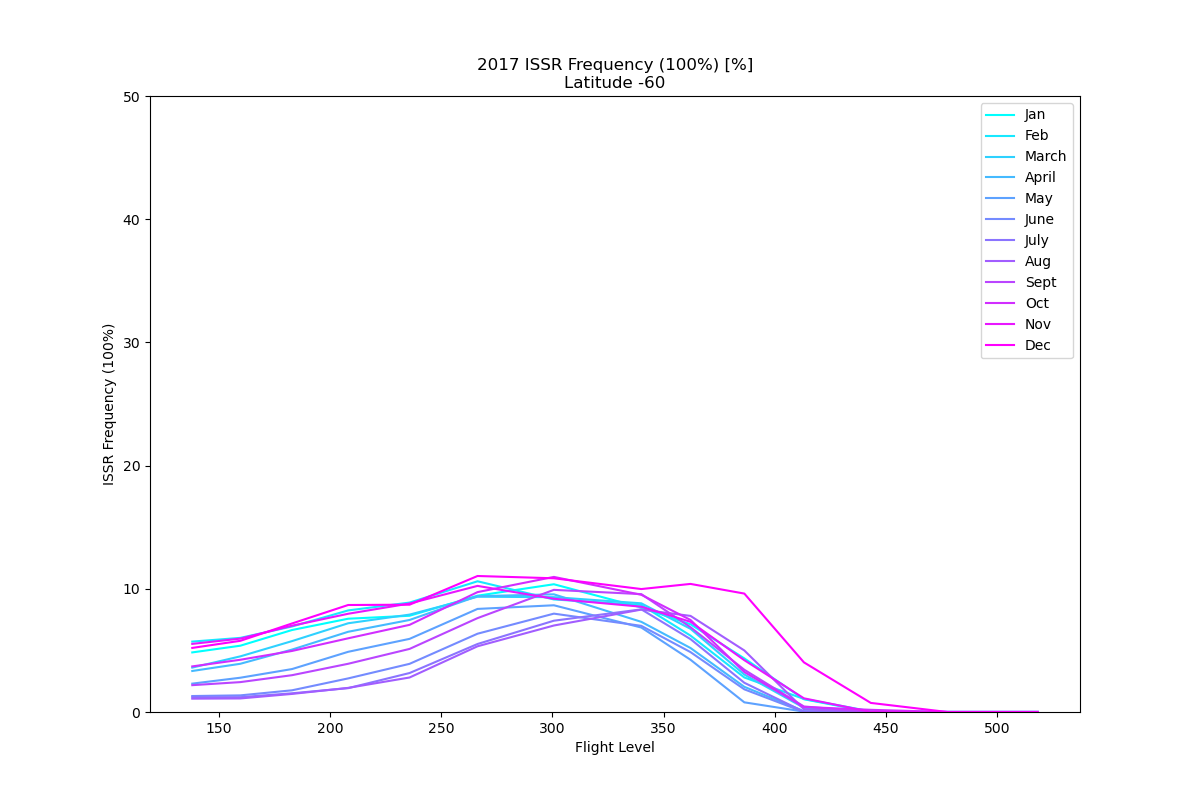 2017 ISSR Frequency (100%) [%]
Latitude -60
50
40
30
20
10
0
ISSR Frequency (100%)
150
200
250
300
350
400
450
500
Flight Level
Jan
Feb
March
April
May
June
July
Aug
Sept
Oct
Nov
Dec